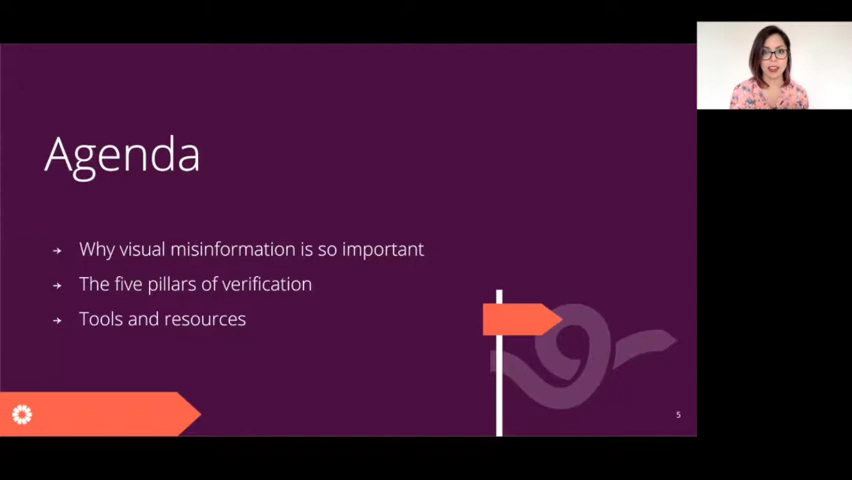 Agenda
→ Why visual misinformation is so important
→ The five pillars of verification
→ Tools and resources
5